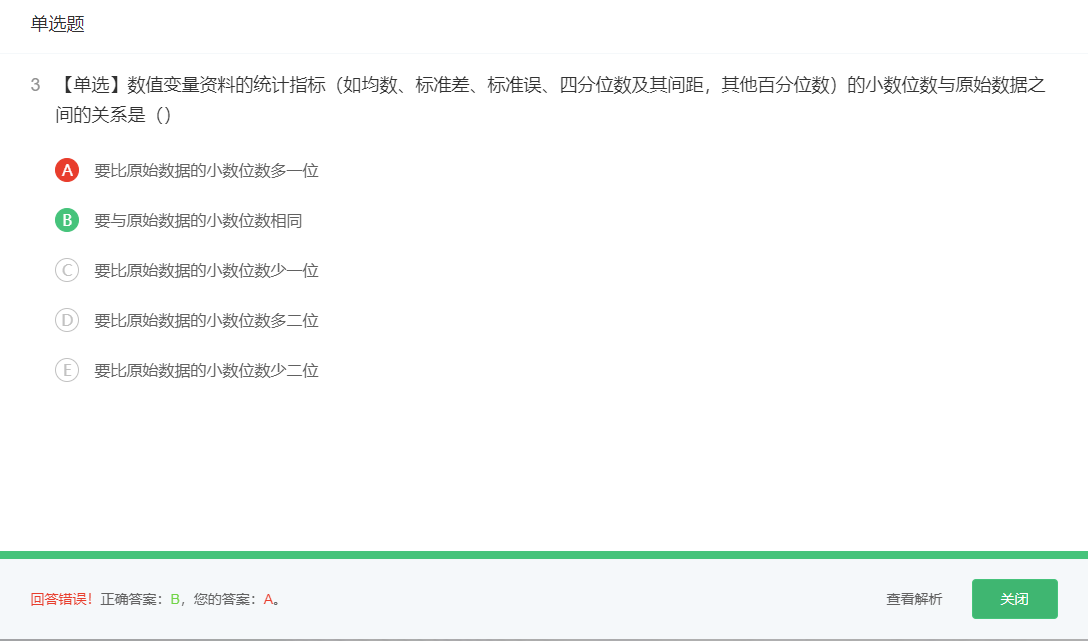 单选题
3 【单选】数值变量资料的统计指标（如均数、标准差、标准误、四分位数及其间距，其他百分位数）的小数位数与原始数据之
间的关系是（）
A 要比原始数据的小数位数多一位
B 要与原始数据的小数位数相同
C 要比原始数据的小数位数少一位
D 要比原始数据的小数位数多二位
E 要比原始数据的小数位数少二位
回答错误！正确答案：B，您的答案：A。 查看解析 关闭